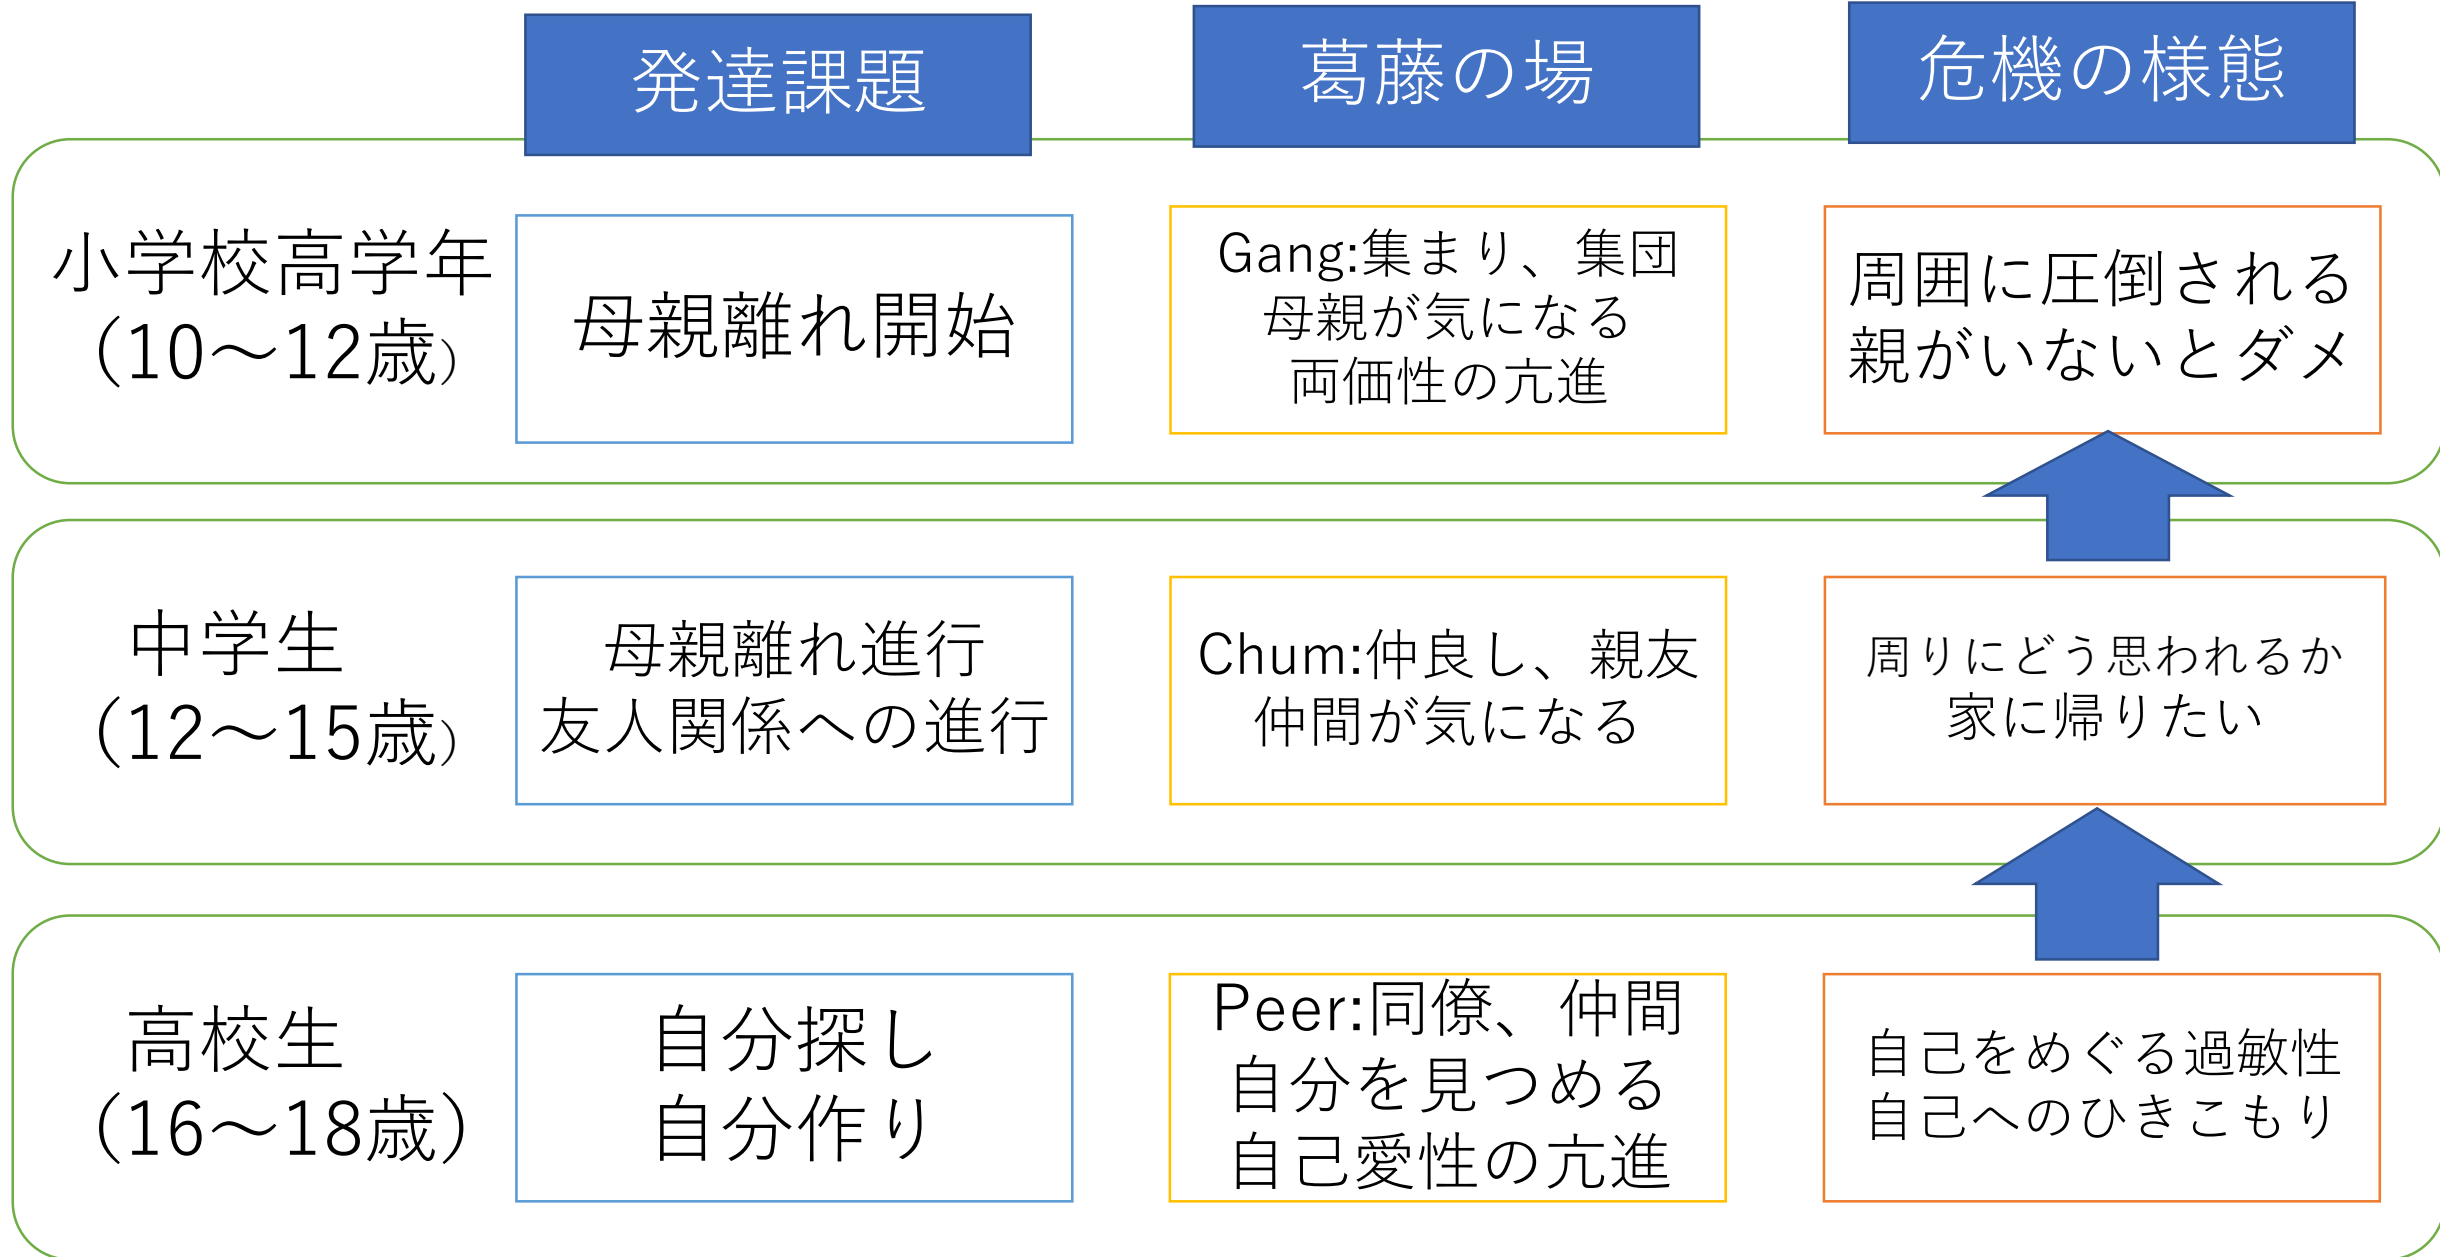 発達課題
葛藤の場
危機の様態
小学校高学年
(10～12歳)
母親離れ開始
Gang:集まり、集団
母親が気になる
両価性の亢進
周囲に圧倒される
親がいないとダメ
中学生
(12～15歳)
母親離れ進行
友人関係への進行
Chum:仲良し、親友
仲間が気になる
周りにどう思われるか
家に帰りたい
高校生
(16～18歳)
自分探し
自分作り
Peer:同僚、仲間
自分を見つめる
自己愛性の亢進
自己をめぐる過敏性
自己へのひきこもり